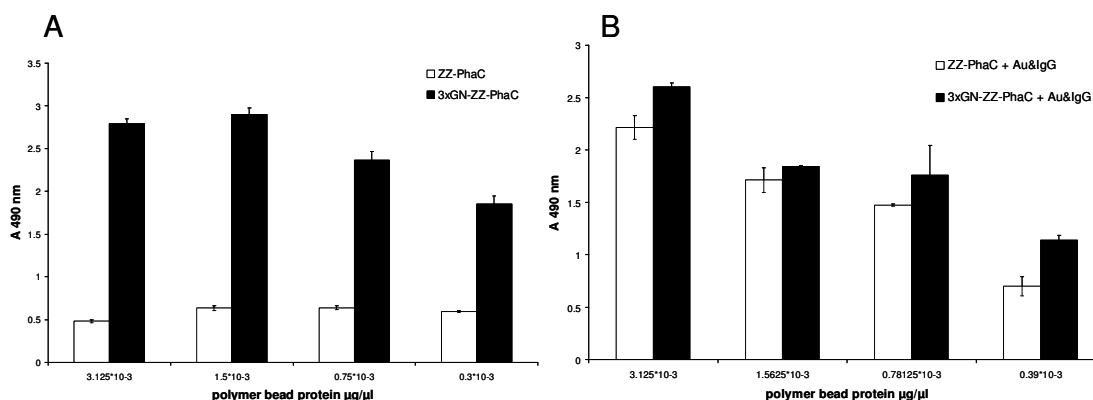 A
3.5
3
2.5
2
1.5
1
0.5
0
A 490 nm
ZZ-PhaC
3xGN-ZZ-PhaC
3.125*10-3 1.5*10-3 0.75*10-3 0.3*10-3
polymer bead protein µg/µl
B
3
2.5
2
1.5
1
0.5
0
A 490 nm
ZZ-PhaC + Au&IgG
3xGN-ZZ-PhaC + Au&IgG
3.125*10-3 1.5625*10-3 0.78125*10-3 0.39*10-3
polymer bead protein µg/µl